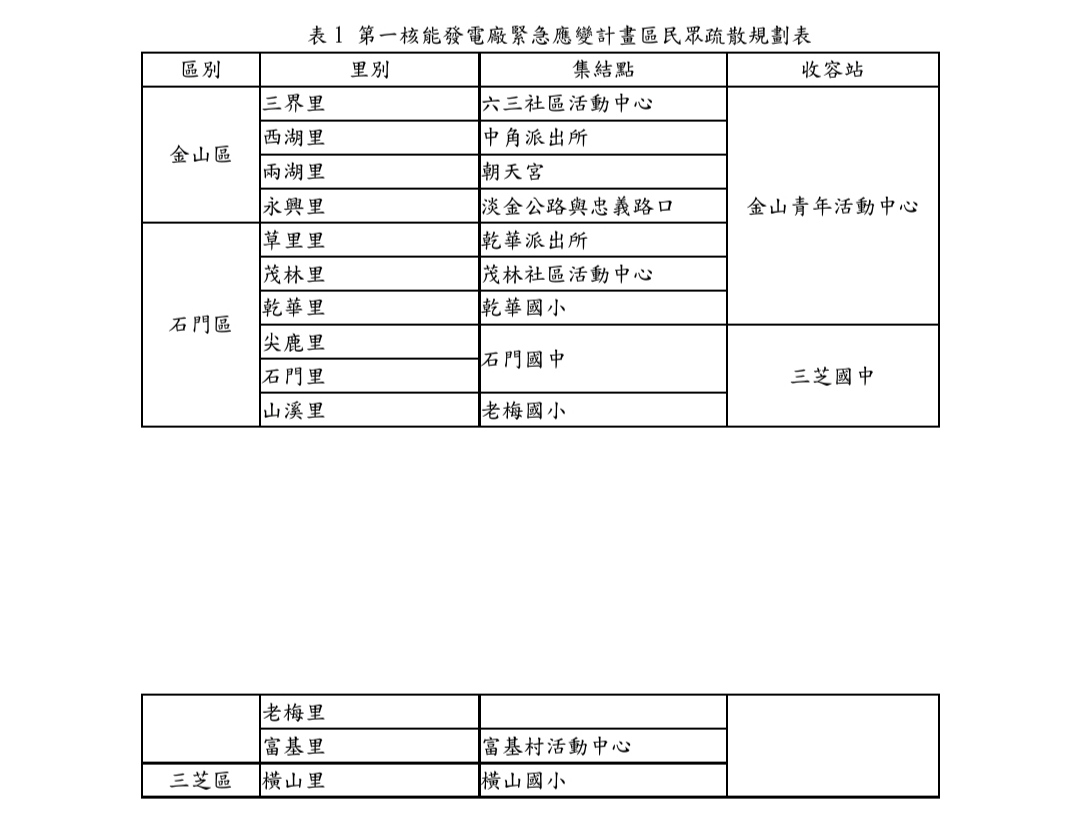 表 1 第一核能發電廠緊急應變計畫區民眾疏散規劃表
區別 里別 集結點 收容站
金山區 三界里 六三社區活動中心 金山青年活動中心
西湖里 中角派出所
兩湖里 朝天宮
永興里 淡金公路與忠義路口
石門區 草里里 乾華派出所
茂林里 茂林社區活動中心
乾華里 乾華國小
尖鹿里 石門國中 三芝國中
石門里
山溪里 老梅國小
老梅里
富基里 富基村活動中心
三芝區 橫山里 橫山國小